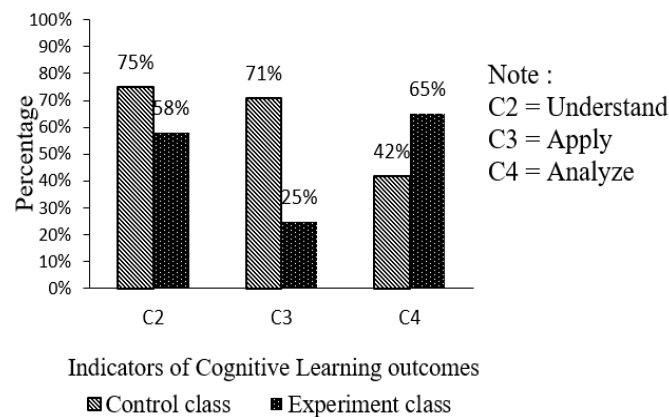 100%
90%
80%
70%
60%
50%
40%
30%
20%
10%
0%
Percentage
75%
58%
71%
25%
42%
65%
C2
C3
C4
Indicators of Cognitive Learning outcomes
Control class
Experiment class
Note :
C2 = Understand
C3 = Apply
C4 = Analyze